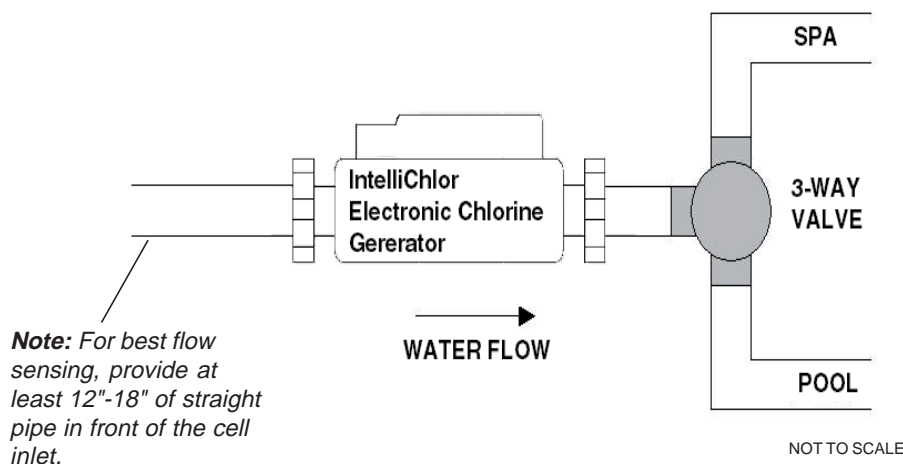 SPA
IntelliChlor
Electronic Chlorine
Gererator
3-WAY
VALVE
WATER FLOW
Note: For best flow
sensing, provide at
least 12"-18" of straight
pipe in front of the cell
inlet.
POOL
NOT TO SCALE